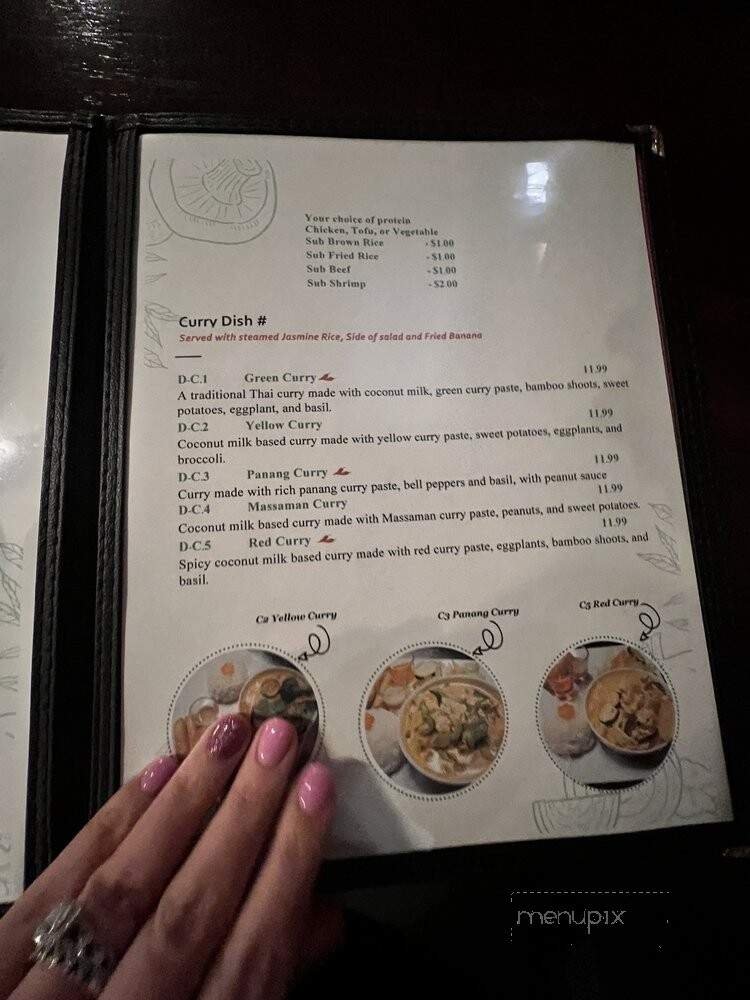 Your choice of protein
Chicken, Tofu, or Vegetable
Sub Brown Rice - $1.00
Sub Fried Rice - $1.00
Sub Beef - $1.00
Sub Shrimp - $2.00
Curry Dish #
Served with steamed Jasmine Rice, Side of salad and Fried Banana
D-C.1 Green Curry 11.99
A traditional Thai curry made with coconut milk, green curry paste, bamboo shoots, sweet
potatoes, eggplant, and basil.
D-C.2 Yellow Curry 11.99
Coconut milk based curry made with yellow curry paste, sweet potatoes, eggplants, and
broccoli.
D-C.3 Panang Curry 11.99
Curry made with rich panang curry paste, bell peppers and basil, with peanut sauce
D-C.4 Massaman Curry 11.99
Coconut milk based curry made with Massaman curry paste, peanuts, and sweet potatoes.
D-C.5 Red Curry 11.99
Spicy coconut milk based curry made with red curry paste, eggplants, bamboo shoots, and
basil.
C2 Yellow Curry C3 Panang Curry C5 Red Curry
menupix